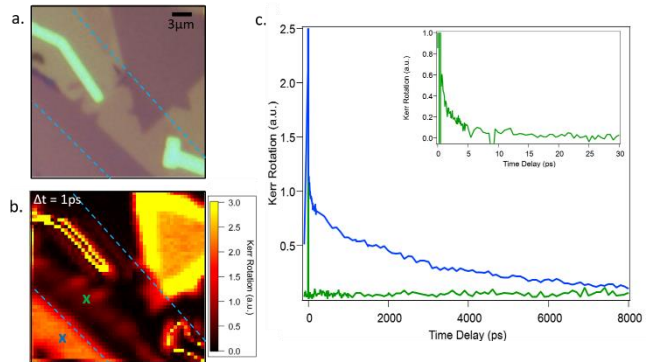 a.
3μm
b.
Δt = 1ps
x
x
3.0
2.5
2.0
1.5
1.0
0.5
0.0
Kerr Rotation (a.u.)
c.
2.5
2.0
1.5
1.0
0.5
Kerr Rotation (a.u.)
0
2000
4000
6000
8000
Time Delay (ps)
1.0
0.8
0.6
0.4
0.2
0.0
Kerr Rotation (a.u.)
0
5
10
15
20
25
30
Time Delay (ps)